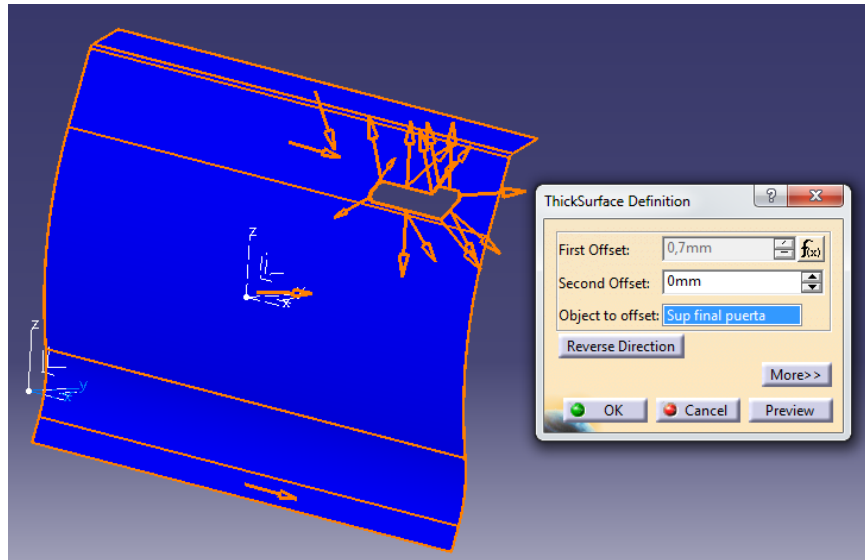 ThickSurface Definition
?
X
First Offset:
0,7mm
f(x)
Second Offset:
0mm
Object to offset:
Sup final puerta
Reverse Direction
More>>
OK
Cancel
Preview
z
x
z
y
x